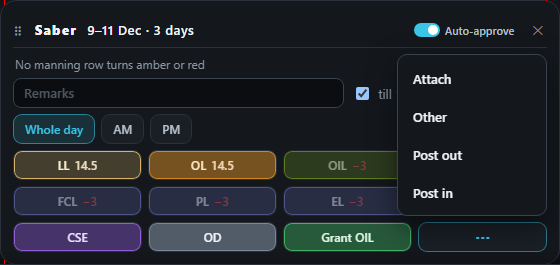 Saber 9–11 Dec · 3 days Auto-approve
No manning row turns amber or red
Remarks
till
Whole day AM PM
LL 14.5 OL 14.5 OIL −3
FCL −3 PL −3 EL −3
CSE OD Grant OIL ---
Attach
Other
Post out
Post in